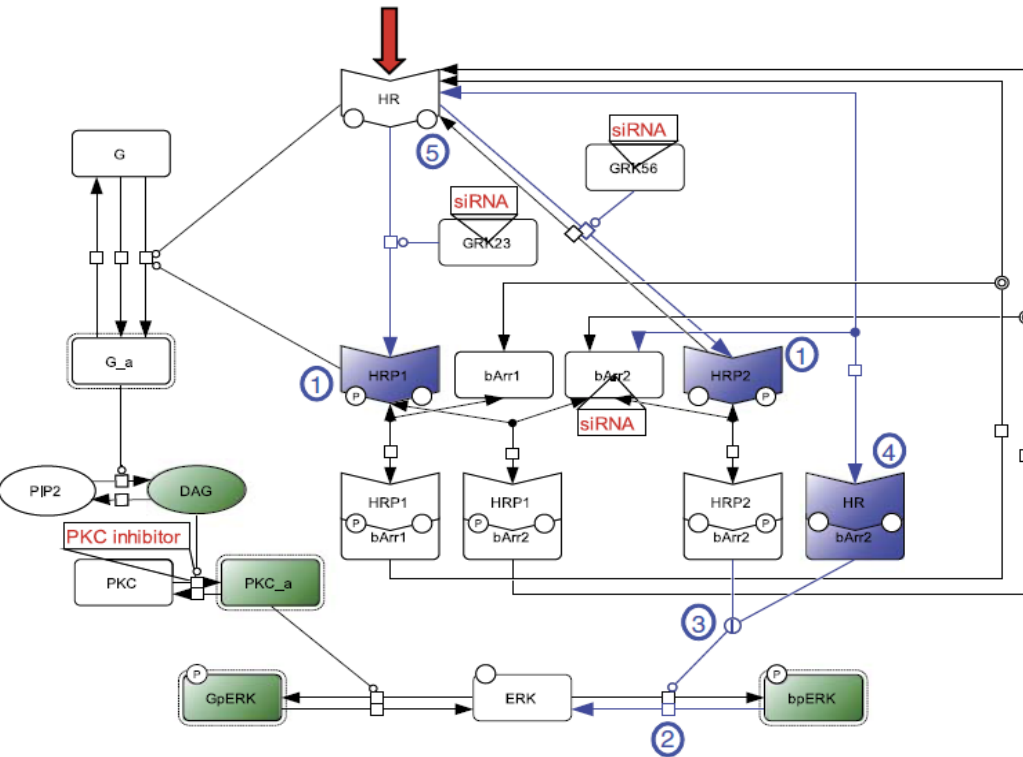 HR
5
siRNA
GRK56
G
siRNA
GRK23
G_a
1
HRP1
P
bArr1
bArr2
siRNA
HRP2
P
1
4
PIP2
DAG
HRP1
P
bArr1
HRP1
P
bArr2
HRP2
P
bArr2
HR
bArr2
PKC inhibitor
PKC
PKC_a
3
P
GpERK
ERK
P
bpERK
2